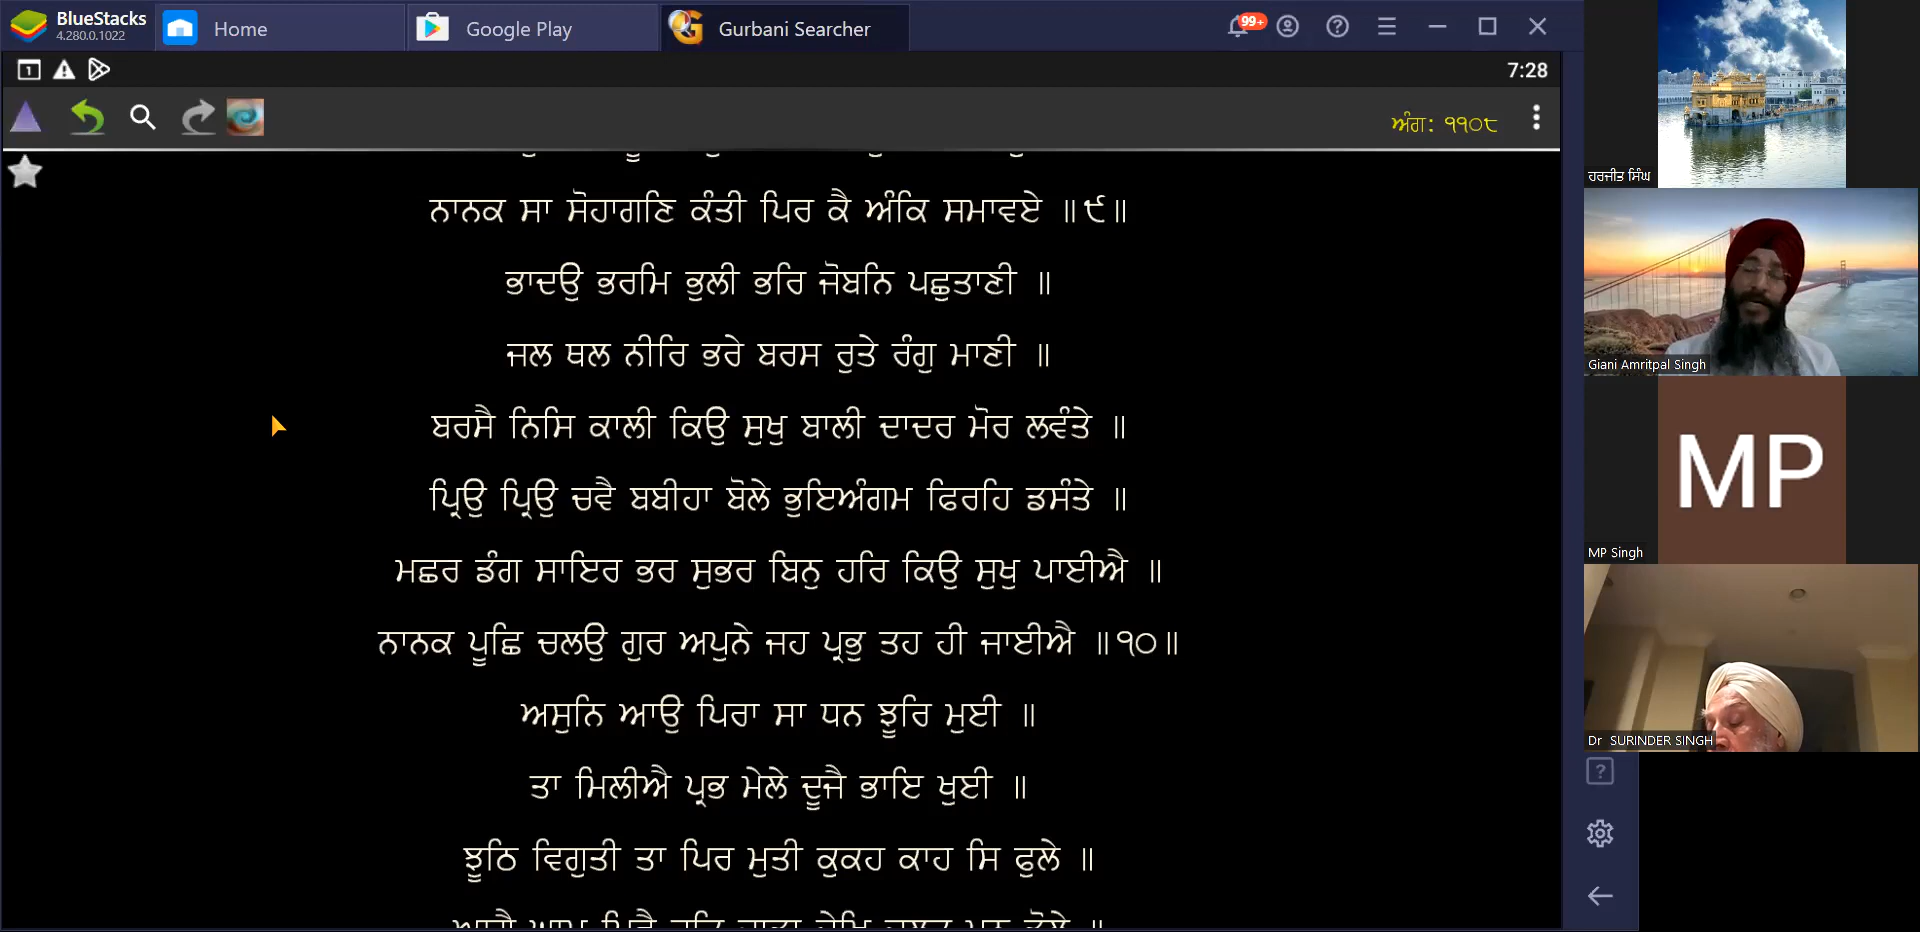 BlueStacks
4.280.0.1022
Home
Google Play
Gurbani Searcher
99+
1
7:28
ਅੰਗ: ੧੧੦੮
ਨਾਨਕ ਸਾ ਸੋਹਾਗਣਿ ਕੰਤੀ ਪਿਰ ਕੈ ਅੰਕਿ ਸਮਾਵਏ ॥੯॥
ਭਾਦਉ ਭਰਮਿ ਭੁਲੀ ਭਰਿ ਜੋਬਨਿ ਪਛੁਤਾਣੀ ॥
ਜਲ ਥਲ ਨੀਰਿ ਭਰੇ ਬਰਸ ਰੁਤੇ ਰੰਗੁ ਮਾਣੀ ॥
ਬਰਸੈ ਨਿਸਿ ਕਾਲੀ ਕਿਉ ਸੁਖੁ ਬਾਲੀ ਦਾਦਰ ਮੋਰ ਲਵੰਤੇ ॥
ਪ੍ਰਿਉ ਪ੍ਰਿਉ ਚਵੈ ਬਬੀਹਾ ਬੋਲੇ ਭੁਇਅੰਗਮ ਫਿਰਹਿ ਡਸੰਤੇ ॥
ਮਛਰ ਡੰਗ ਸਾਇਰ ਭਰ ਸੁਭਰ ਬਿਨੁ ਹਰਿ ਕਿਉ ਸੁਖੁ ਪਾਈਐ ॥
ਨਾਨਕ ਪੂਛਿ ਚਲਉ ਗੁਰ ਅਪੁਨੇ ਜਹ ਪ੍ਰਭੁ ਤਹ ਹੀ ਜਾਈਐ ॥੧੦॥
ਅਸੁਨਿ ਆਉ ਪਿਰਾ ਸਾ ਧਨ ਝੂਰਿ ਮੁਈ ॥
ਤਾ ਮਿਲੀਐ ਪ੍ਰਭ ਮੇਲੇ ਦੂਜੈ ਭਾਇ ਖੁਈ ॥
ਝੂਠਿ ਵਿਗੁਤੀ ਤਾ ਪਿਰ ਮੁਤੀ ਕੁਕਹ ਕਾਹ ਸਿ ਫੁਲੇ ॥
ਹਰਜੀਤ ਸਿੰਘ
Giani Amritpal Singh
MP
MP Singh
Dr SURINDER SINGH